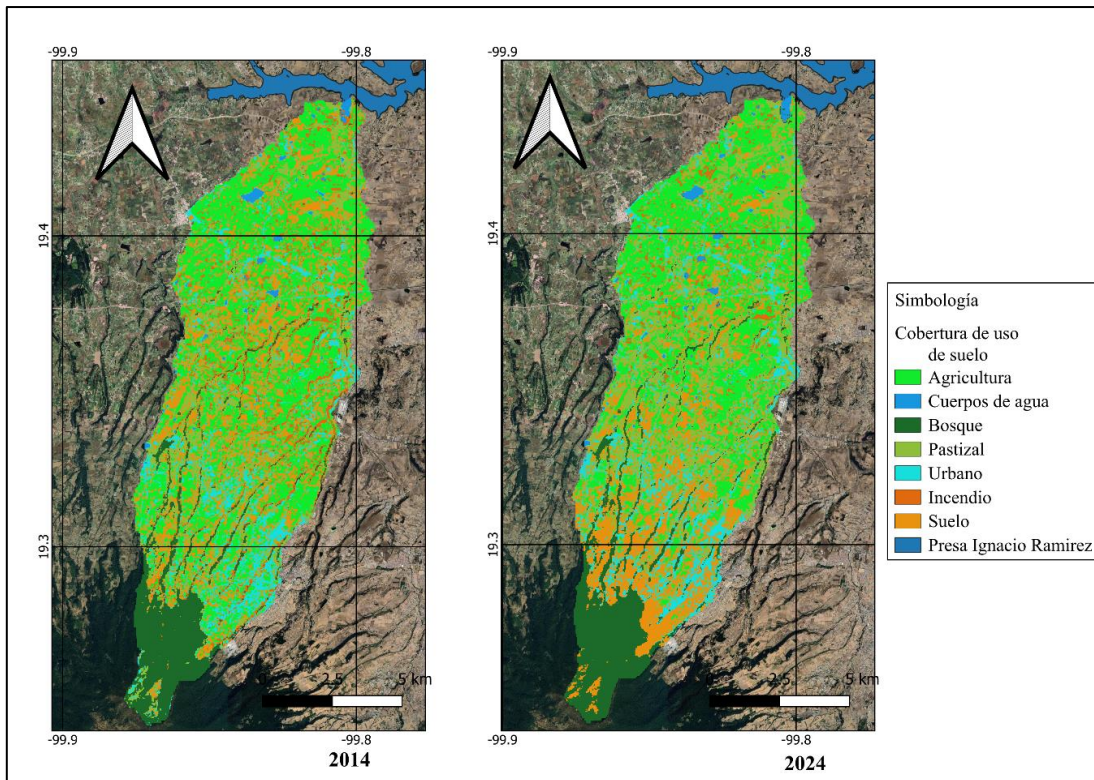 -99.9
-99.8
-99.9
-99.8
19.4
19.4
19.3
19.3
0
2.5
5 km
0
2.5
5 km
-99.9
-99.8
2014
-99.9
-99.8
2024
Simbología
Cobertura de uso
de suelo
Agricultura
Cuerpos de agua
Bosque
Pastizal
Urbano
Incendio
Suelo
Presa Ignacio Ramirez